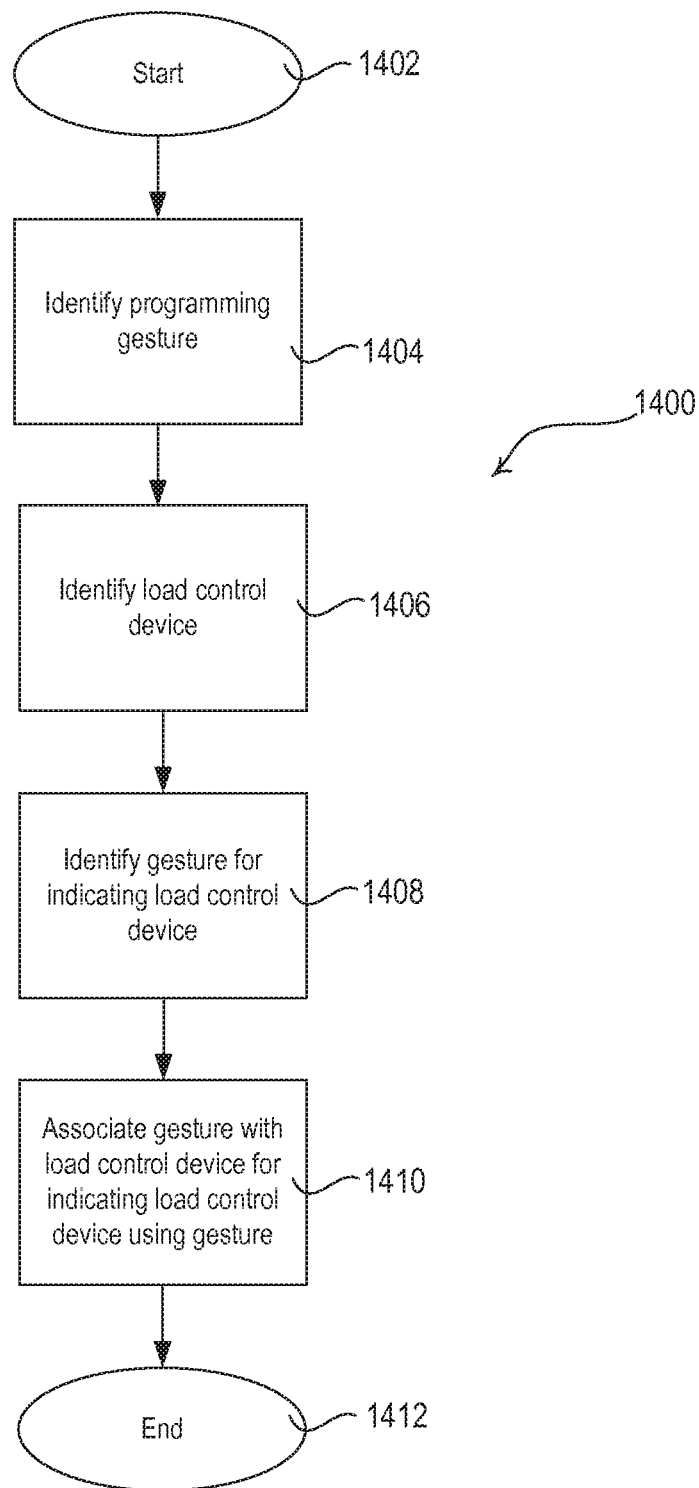 Start
1402
Identify programming
gesture
1404
1400
Identify load control
device
1406
Identify gesture for
indicating load control
device
1408
Associate gesture with
load control device for
indicating load control
device using gesture
1410
End
1412